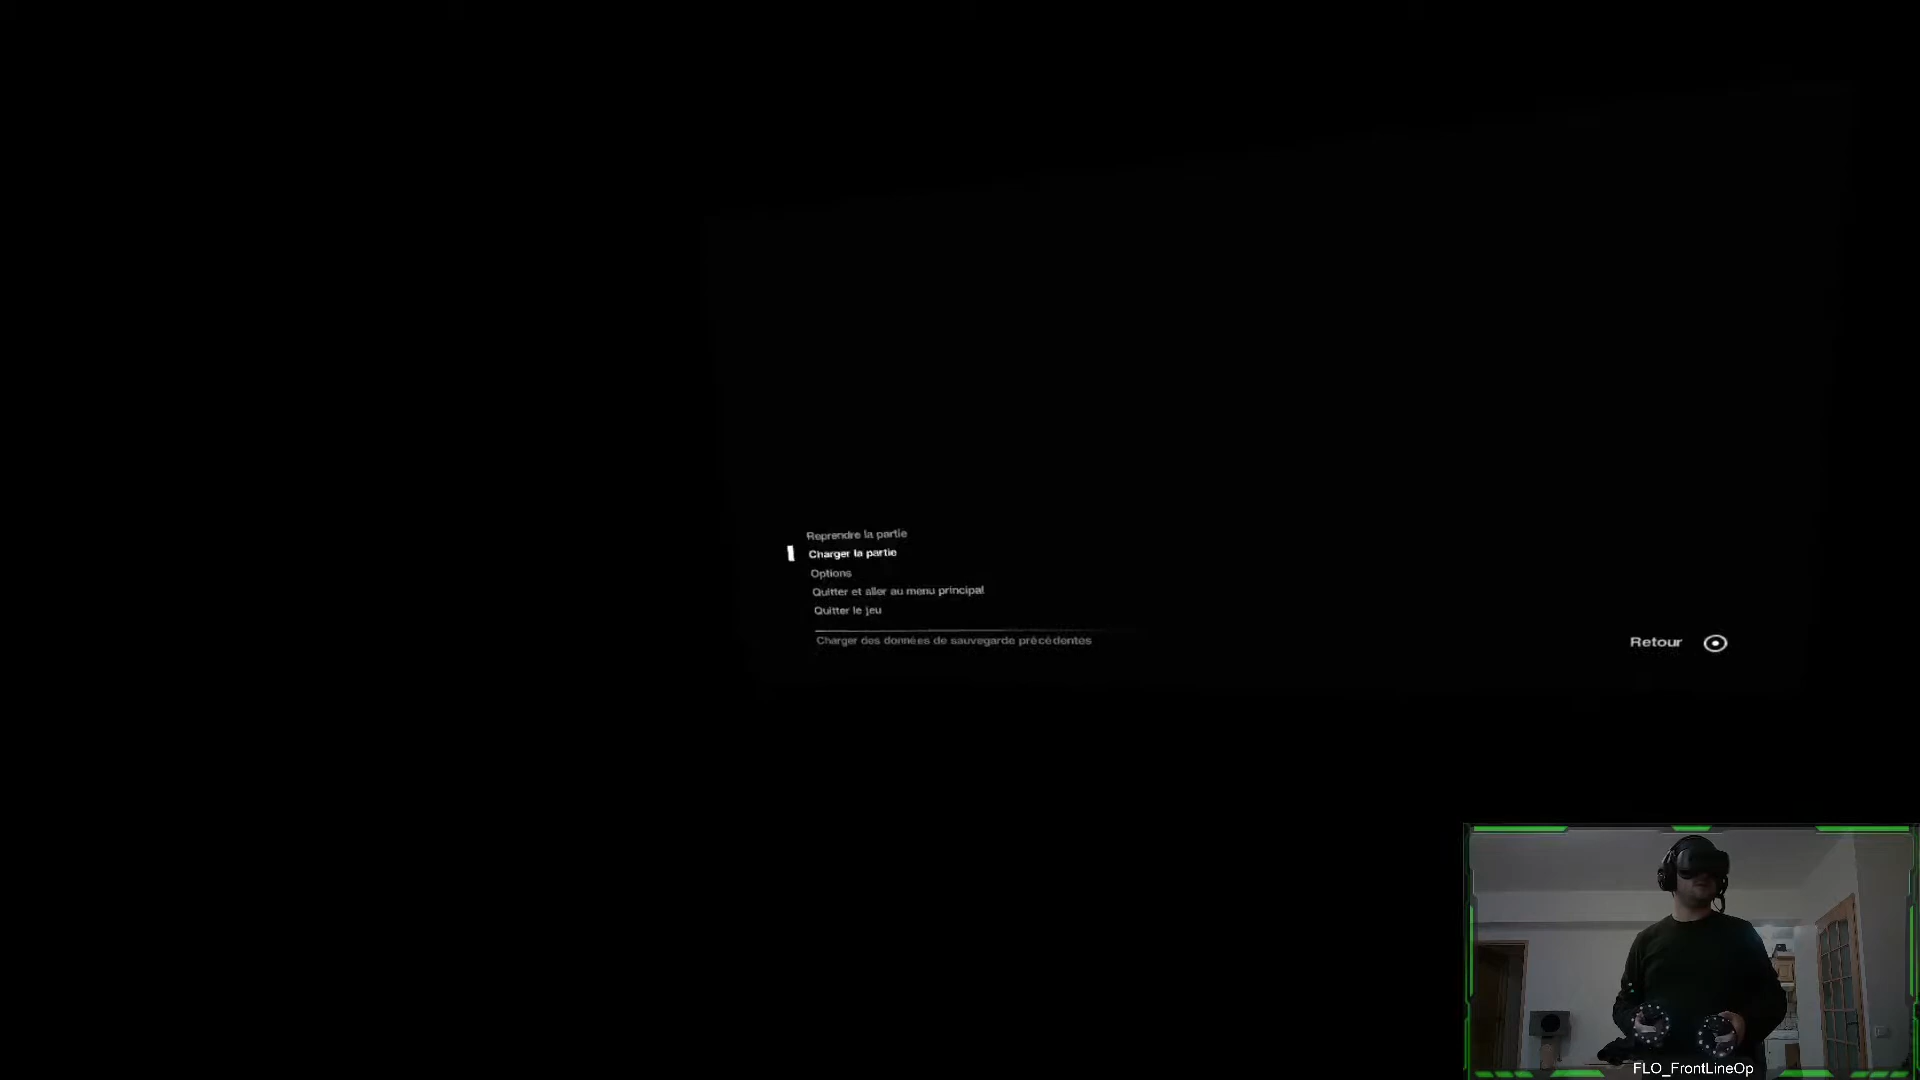 Reprendre la partie
Charger la partie
Options
Quitter et aller au menu principal
Quitter le jeu
Charger des données de sauvegarde précédentes
Retour
FLO_FrontLineOp